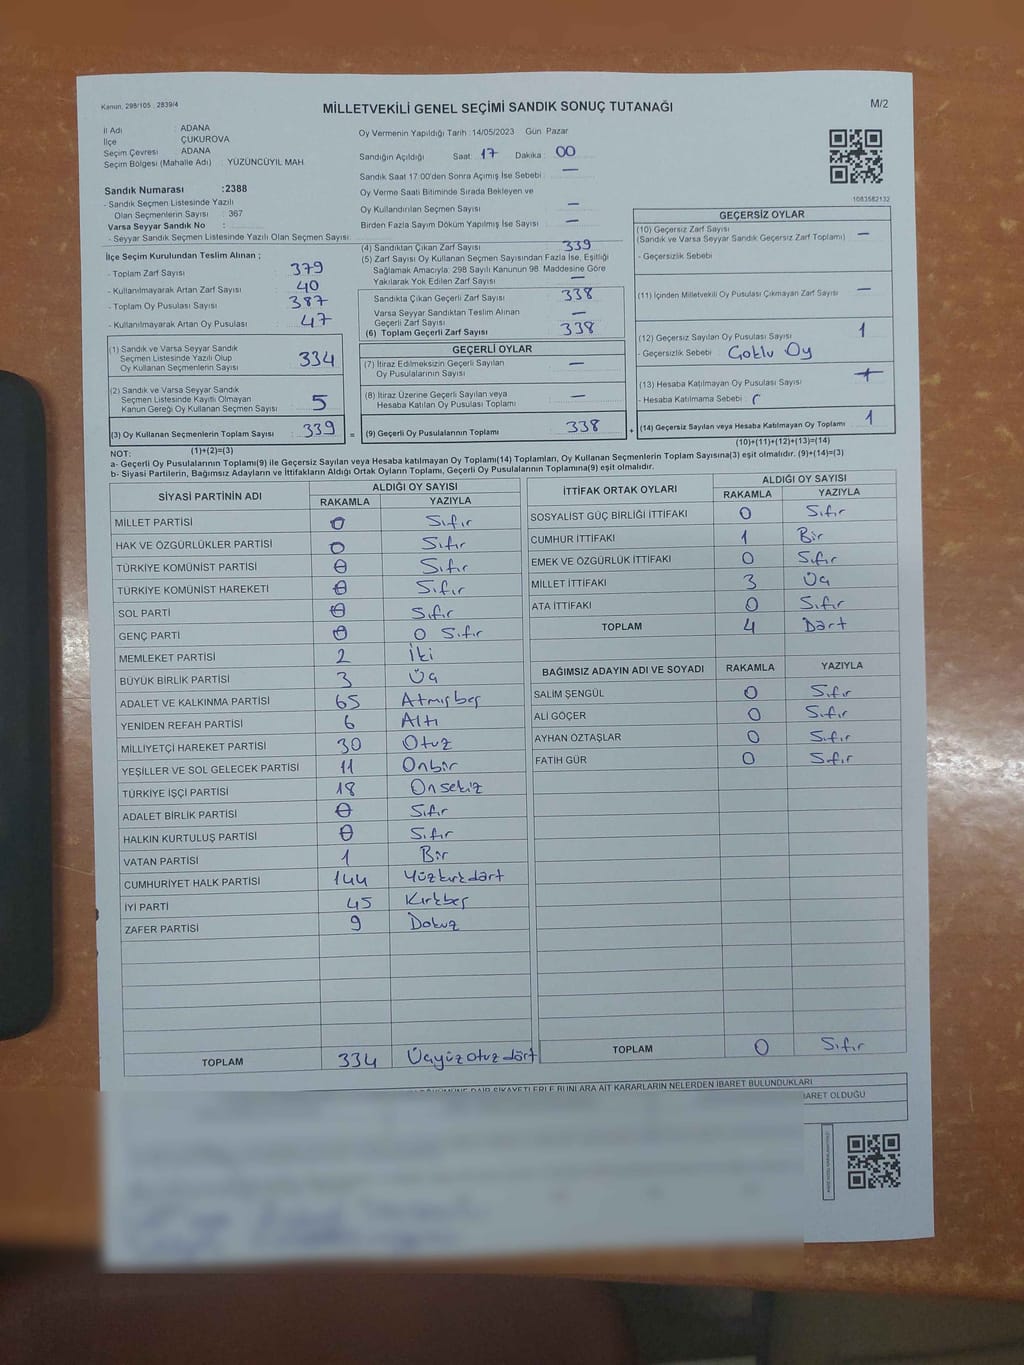 Kanun, 298/105 , 2839/4
MİLLETVEKİLİ GENEL SEÇİMİ SANDIK SONUÇ TUTANAĞI
M/2
İl Adı : ADANA
İlçe : ÇUKUROVA
Seçim Çevresi : ADANA
Seçim Bölgesi (Mahalle Adı) : YÜZÜNCÜYIL MAH.
Oy Vermenin Yapıldığı Tarih : 14/05/2023 Gün Pazar
Sandığın Açıldığı Saat: 17 Dakika : 00
Sandık Saat 17 00'den Sonra Açımış İse Sebebi : —
Oy Verme Saati Bitiminde Sırada Bekleyen ve
Oy Kullandırılan Seçmen Sayısı : —
Birden Fazla Sayım Döküm Yapılmış İse Sayısı : —
1083582132
Sandık Numarası :2388
- Sandık Seçmen Listesinde Yazılı
Olan Seçmenlerin Sayısı : 367
Varsa Seyyar Sandık No :
- Seyyar Sandık Seçmen Listesinde Yazılı Olan Seçmen Sayısı:
İlçe Seçim Kurulundan Teslim Alınan ;
- Toplam Zarf Sayısı : 379
- Kullanılmayarak Artan Zarf Sayısı : 40
- Toplam Oy Pusulası Sayısı : 387
- Kullanılmayarak Artan Oy Pusulası : 47
(1) Sandık ve Varsa Seyyar Sandık
Seçmen Listesinde Yazılı Olup
Oy Kullanan Seçmenlerin Sayısı : 334
(2) Sandık ve Varsa Seyyar Sandık
Seçmen Listesinde Kayıtlı Olmayan
Kanun Gereği Oy Kullanan Seçmen Sayısı : 5
(3) Oy Kullanan Seçmenlerin Toplam Sayısı : 339
(1)+(2)=(3)
(4) Sandıktan Çıkan Zarf Sayısı : 339
(5) Zarf Sayısı Oy Kullanan Seçmen Sayısından Fazla İse, Eşitliği
Sağlamak Amacıyla; 298 Sayılı Kanunun 98. Maddesine Göre
Yakılarak Yok Edilen Zarf Sayısı : —
Sandıkta Çıkan Geçerli Zarf Sayısı : 338
Varsa Seyyar Sandıktan Teslim Alınan
Geçerli Zarf Sayısı : —
(6) Toplam Geçerli Zarf Sayısı : 338
GEÇERLİ OYLAR
(7) İtiraz Edilmeksizin Geçerli Sayılan
Oy Pusulalarının Sayısı : —
(8) İtiraz Üzerine Geçerli Sayılan veya
Hesaba Katılan Oy Pusulası Toplamı : —
= (9) Geçerli Oy Pusulalarının Toplamı : 338 +
GEÇERSİZ OYLAR
(10) Geçersiz Zarf Sayısı
(Sandık ve Varsa Seyyar Sandık Geçersiz Zarf Toplamı) : —
- Geçersizlik Sebebi :
(11) İçinden Milletvekili Oy Pusulası Çıkmayan Zarf Sayısı : —
(12) Geçersiz Sayılan Oy Pusulası Sayısı : 1
- Geçersizlik Sebebi : Çoklu Oy
(13) Hesaba Katılmayan Oy Pusulası Sayısı :
- Hesaba Katılmama Sebebi :
(14) Geçersiz Sayılan veya Hesaba Katılmayan Oy Toplamı : 1
(10)+(11)+(12)+(13)=(14)
NOT:
a- Geçerli Oy Pusulalarının Toplamı(9) ile Geçersiz Sayılan veya Hesaba katılmayan Oy Toplamı(14) Toplamları, Oy Kullanan Seçmenlerin Toplam Sayısına(3) eşit olmalıdır. (9)+(14)=(3)
b- Siyasi Partilerin, Bağımsız Adayların ve İttifakların Aldığı Ortak Oyların Toplamı, Geçerli Oy Pusulalarının Toplamına(9) eşit olmalıdır.
SİYASİ PARTİNİN ADI ALDIĞI OY SAYISI
RAKAMLA YAZIYLA
MİLLET PARTİSİ 0 Sıfır
HAK VE ÖZGÜRLÜKLER PARTİSİ 0 Sıfır
TÜRKİYE KOMÜNİST PARTİSİ 0 Sıfır
TÜRKİYE KOMÜNİST HAREKETİ 0 Sıfır
SOL PARTİ 0 Sıfır
GENÇ PARTİ 0 0 Sıfır
MEMLEKET PARTİSİ 2 İki
BÜYÜK BİRLİK PARTİSİ 3 Üç
ADALET VE KALKINMA PARTİSİ 65 Atmışbeş
YENİDEN REFAH PARTİSİ 6 Altı
MİLLİYETÇİ HAREKET PARTİSİ 30 Otuz
YEŞİLLER VE SOL GELECEK PARTİSİ 11 Onbir
TÜRKİYE İŞÇİ PARTİSİ 18 Onsekiz
ADALET BİRLİK PARTİSİ 0 Sıfır
HALKIN KURTULUŞ PARTİSİ 0 Sıfır
VATAN PARTİSİ 1 Bir
CUMHURİYET HALK PARTİSİ 144 Yüzkırkdört
İYİ PARTİ 45 Kırkbeş
ZAFER PARTİSİ 9 Dokuz
TOPLAM 334 Üçyüzotuzdört
İTTİFAK ORTAK OYLARI ALDIĞI OY SAYISI
RAKAMLA YAZIYLA
SOSYALİST GÜÇ BİRLİĞİ İTTİFAKI 0 Sıfır
CUMHUR İTTİFAKI 1 Bir
EMEK VE ÖZGÜRLÜK İTTİFAKI 0 Sıfır
MİLLET İTTİFAKI 3 Üç
ATA İTTİFAKI 0 Sıfır
TOPLAM 4 Dört
BAĞIMSIZ ADAYIN ADI VE SOYADI RAKAMLA YAZIYLA
SALİM ŞENGÜL 0 Sıfır
ALİ GÖÇER 0 Sıfır
AYHAN ÖZTAŞLAR 0 Sıfır
FATİH GÜR 0 Sıfır
TOPLAM 0 Sıfır
DAİR ŞİKAYETLERLE BUNLARA AİT KARARLARIN NELERDEN İBARET BULUNDUKLARI
İBARET OLDUĞU